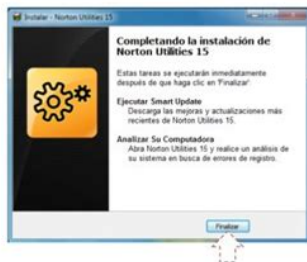 Instalar - Norton Utilities 15
Completando la instalación de
Norton Utilities 15
Estas tareas se ejecutarán inmediatamente
después de que haga clic en 'Finalizar'.
Ejecutar Smart Update
Descarga las mejoras y actualizaciones más
recientes de Norton Utilities 15.
Analizar Su Computadora
Abra Norton Utilities 15 y realice un análisis de
su sistema en busca de errores de registro.
Finalizar